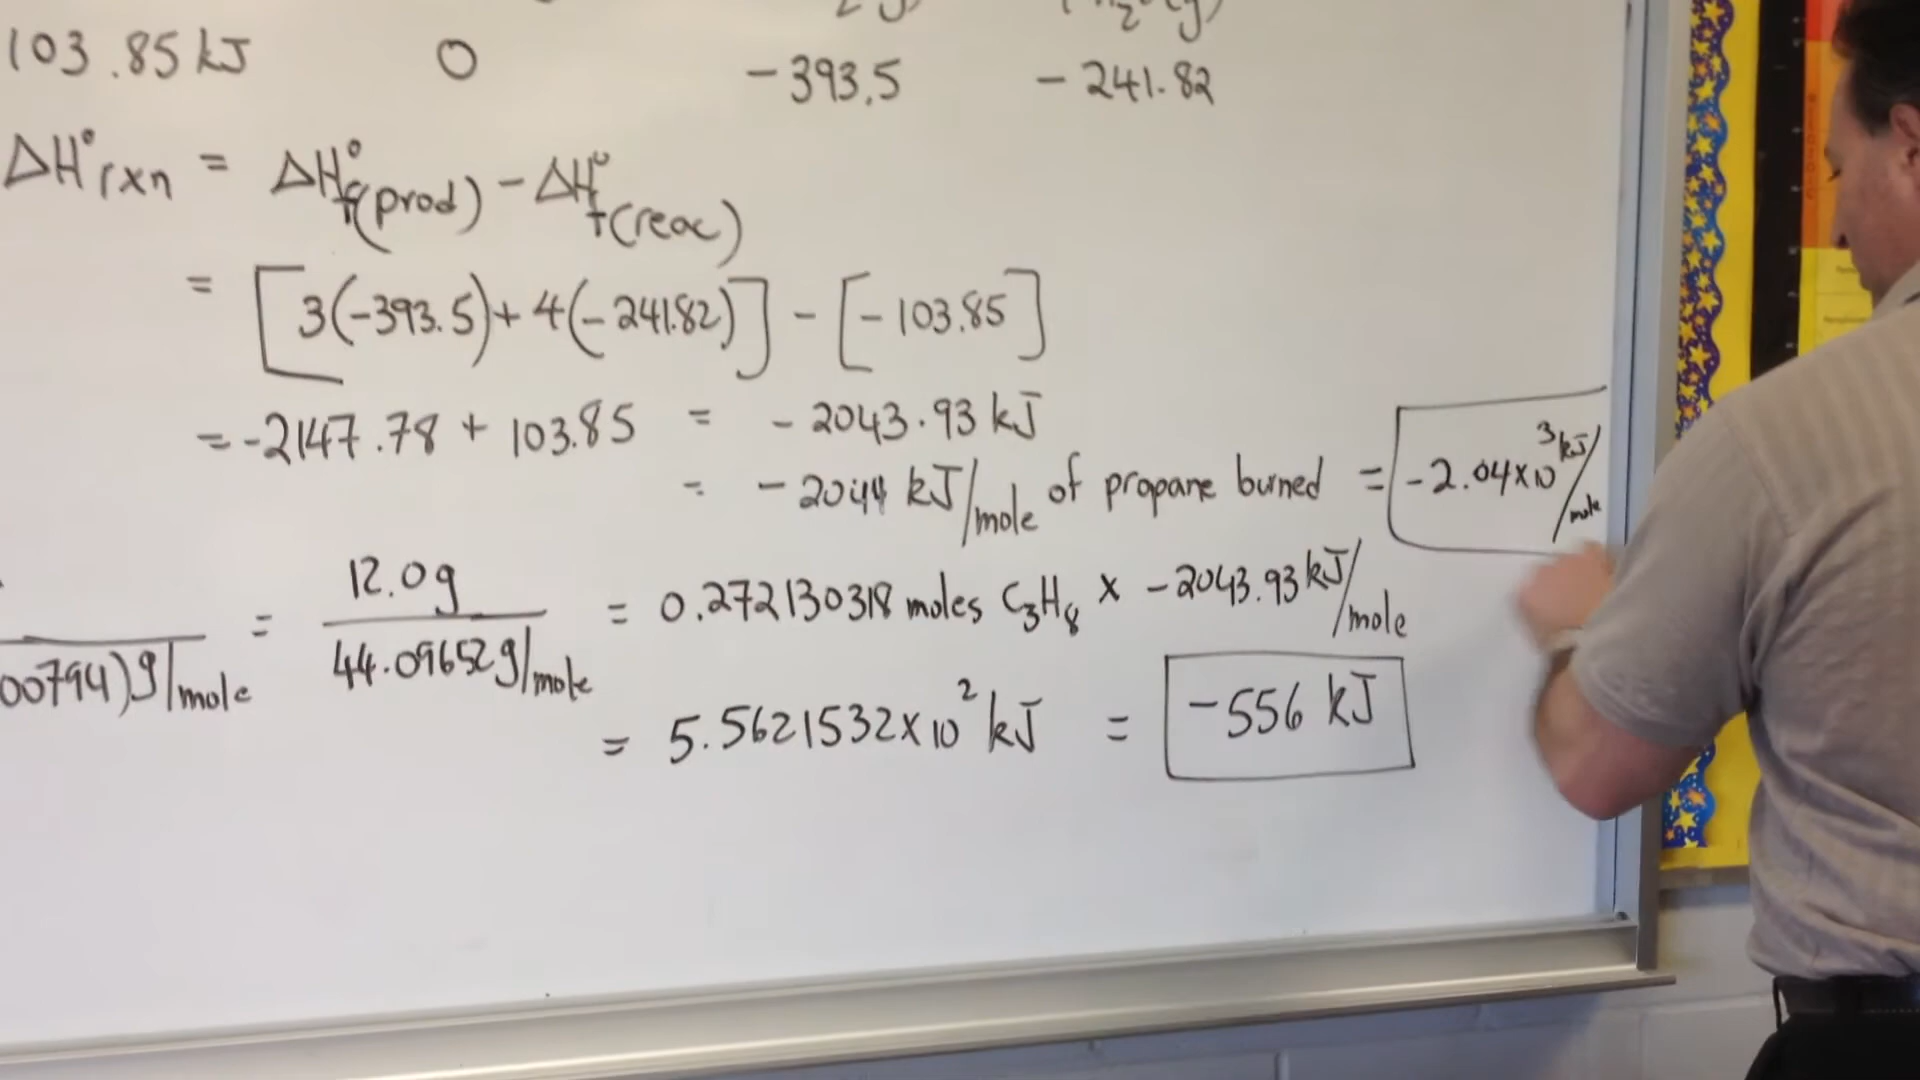 103.85 kJ 0 -393.5 -241.82
ΔH°rxn = ΔH°f(prod) - ΔH°f(reac)
= [3(-393.5)+4(-241.82)] - [-103.85]
= -2147.78 + 103.85 = -2043.93 kJ
= -2044 kJ/mole of propane burned = -2.04x10³ kJ/mole
00794)g/mole = 12.0g / 44.09652g/mole = 0.272130318 moles C₃H₈ x -2043.93 kJ/mole
= 5.5621532x10² kJ = -556 kJ